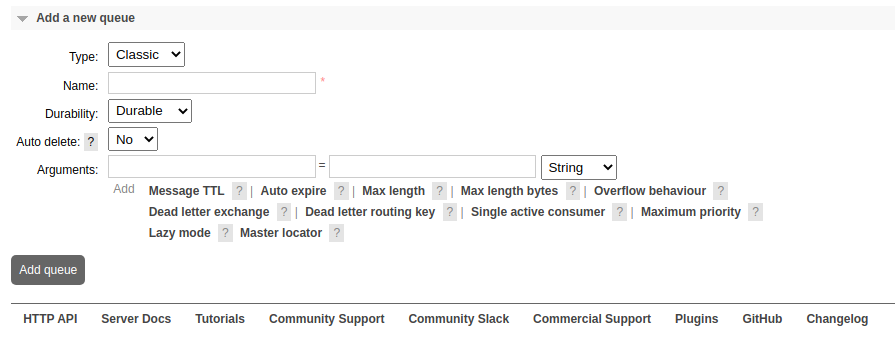 Add a new queue
Type: Classic
Name: *
Durability: Durable
Auto delete: ? No
Arguments: = String
Add Message TTL ? | Auto expire ? | Max length ? | Max length bytes ? | Overflow behaviour ?
Dead letter exchange ? | Dead letter routing key ? | Single active consumer ? | Maximum priority ?
Lazy mode ? Master locator ?
Add queue
HTTP API Server Docs Tutorials Community Support Community Slack Commercial Support Plugins GitHub Changelog